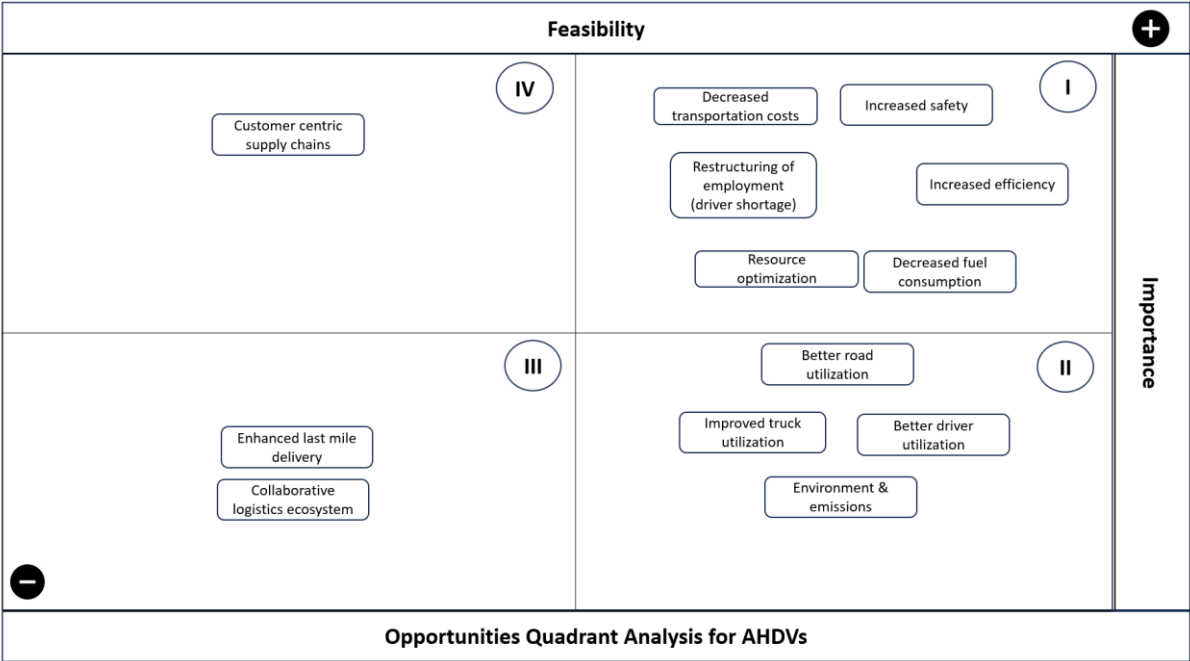 Feasibility
+
IV
Customer centric
supply chains
I
Decreased
transportation costs
Increased safety
Restructuring of
employment
(driver shortage)
Increased efficiency
Resource
optimization
Decreased fuel
consumption
Importance
III
Enhanced last mile
delivery
Collaborative
logistics ecosystem
II
Better road
utilization
Improved truck
utilization
Better driver
utilization
Environment &
emissions
−
Opportunities Quadrant Analysis for AHDVs